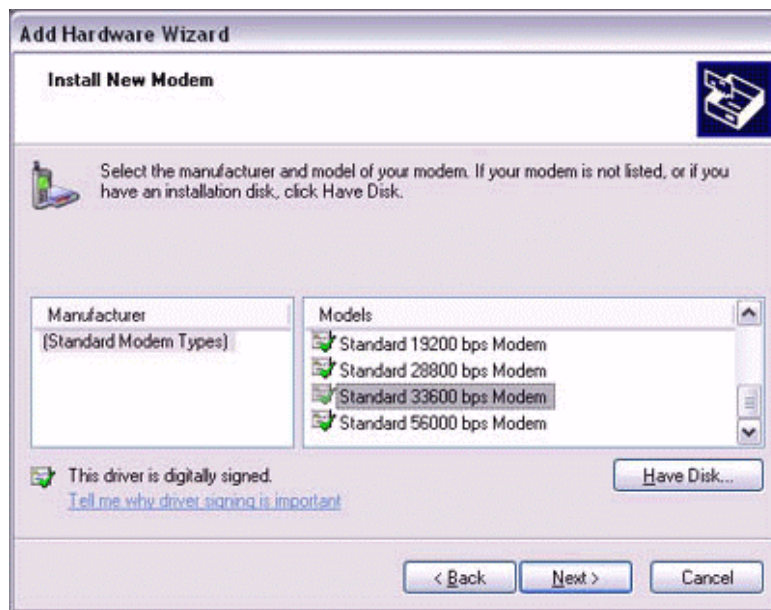 Add Hardware Wizard
Install New Modem
Select the manufacturer and model of your modem. If your modem is not listed, or if you
have an installation disk, click Have Disk.
Manufacturer
(Standard Modem Types)
Models
Standard 19200 bps Modem
Standard 28800 bps Modem
Standard 33600 bps Modem
Standard 56000 bps Modem
This driver is digitally signed.
Tell me why driver signing is important
Have Disk...
< Back
Next >
Cancel